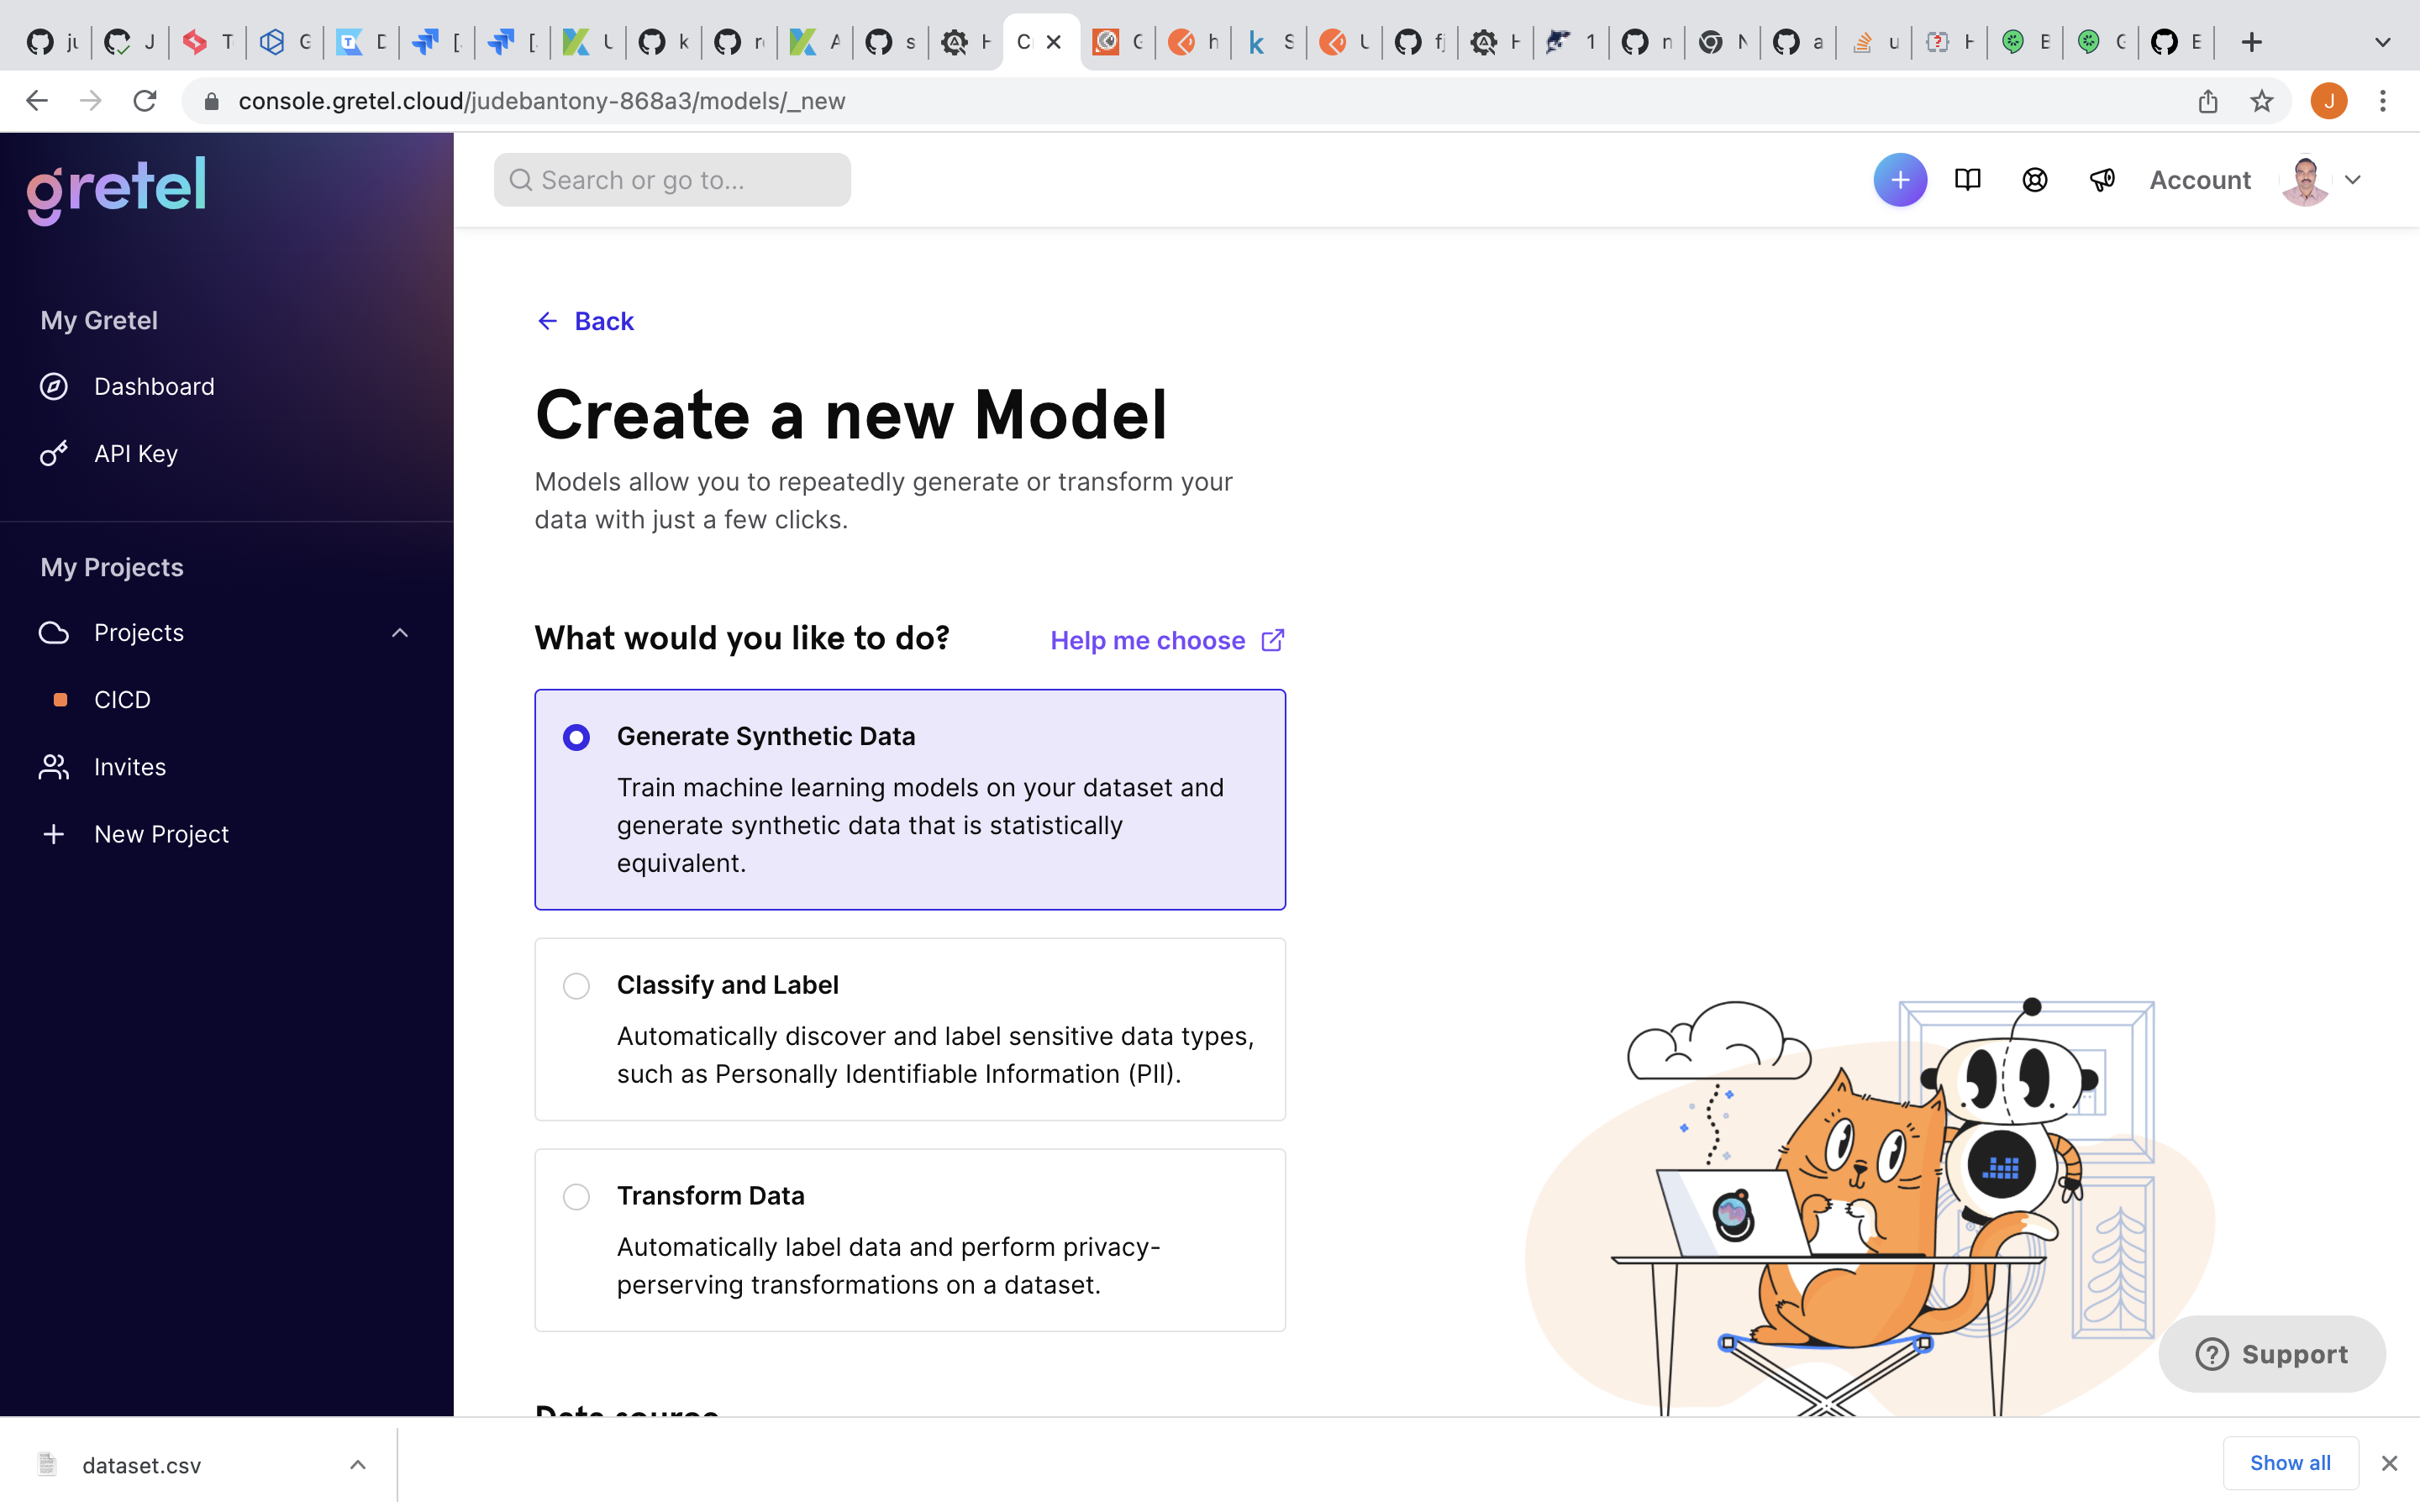 console.gretel.cloud/judebantony-868a3/models/_new
gretel
Search or go to...
Account
My Gretel
Dashboard
API Key
My Projects
Projects
CICD
Invites
New Project
Back
Create a new Model
Models allow you to repeatedly generate or transform your
data with just a few clicks.
What would you like to do?
Help me choose
Generate Synthetic Data
Train machine learning models on your dataset and
generate synthetic data that is statistically
equivalent.
Classify and Label
Automatically discover and label sensitive data types,
such as Personally Identifiable Information (PII).
Transform Data
Automatically label data and perform privacy-
perserving transformations on a dataset.
Data source
Support
dataset.csv
Show all